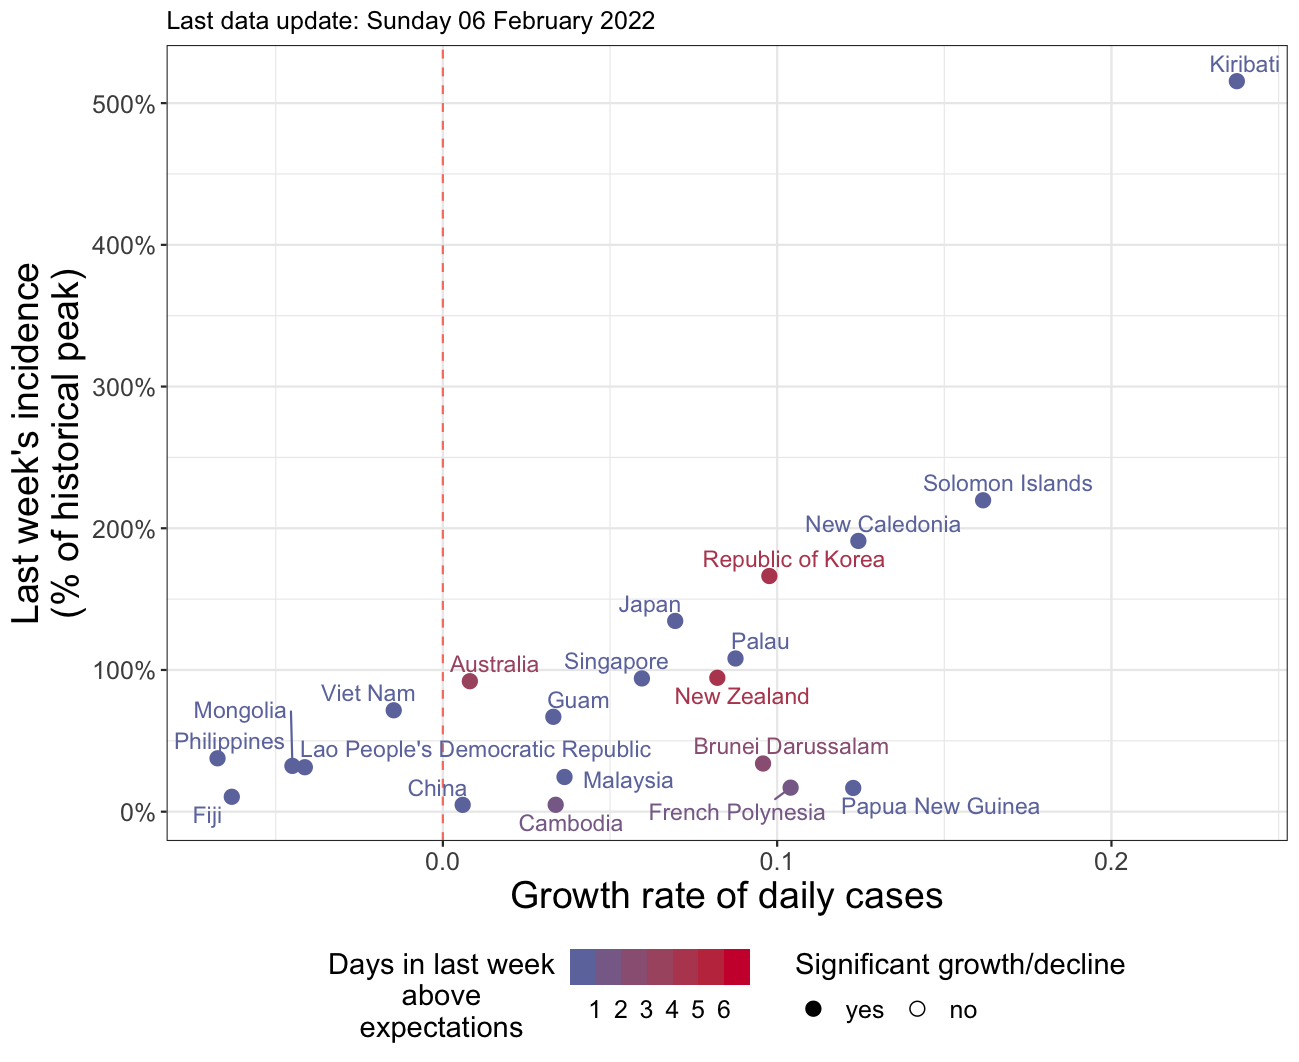 Last data update: Sunday 06 February 2022
Kiribati
500%
400%
300%
Solomon Islands
200%
New Caledonia
Republic of Korea
Japan
Palau
Singapore
Australia
100%
New Zealand
Viet Nam
Guam
Mongolia
Philippines
Lao People's Democratic Republic
Brunei Darussalam
Malaysia
China
Fiji
0%
Cambodia
French Polynesia
Papua New Guinea
Last week's incidence
(% of historical peak)
0.0 0.1 0.2
Growth rate of daily cases
Days in last week
above
expectations
1 2 3 4 5 6
Significant growth/decline
yes no